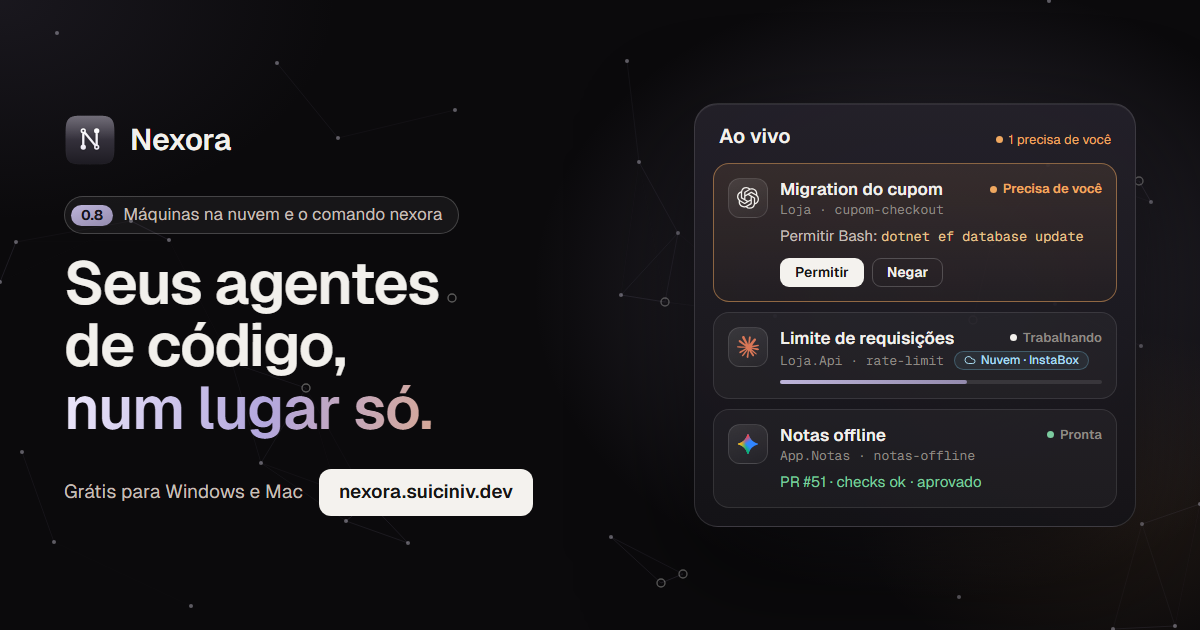 Nexora
0.8 Máquinas na nuvem e o comando nexora
Seus agentes
de código,
num lugar só.
Grátis para Windows e Mac
nexora.suiciniv.dev
Ao vivo
1 precisa de você
Migration do cupom
Precisa de você
Loja · cupom-checkout
Permitir Bash: dotnet ef database update
Permitir
Negar
Limite de requisições
Trabalhando
Loja.Api · rate-limit
Nuvem · InstaBox
Notas offline
Pronta
App.Notas · notas-offline
PR #51 · checks ok · aprovado